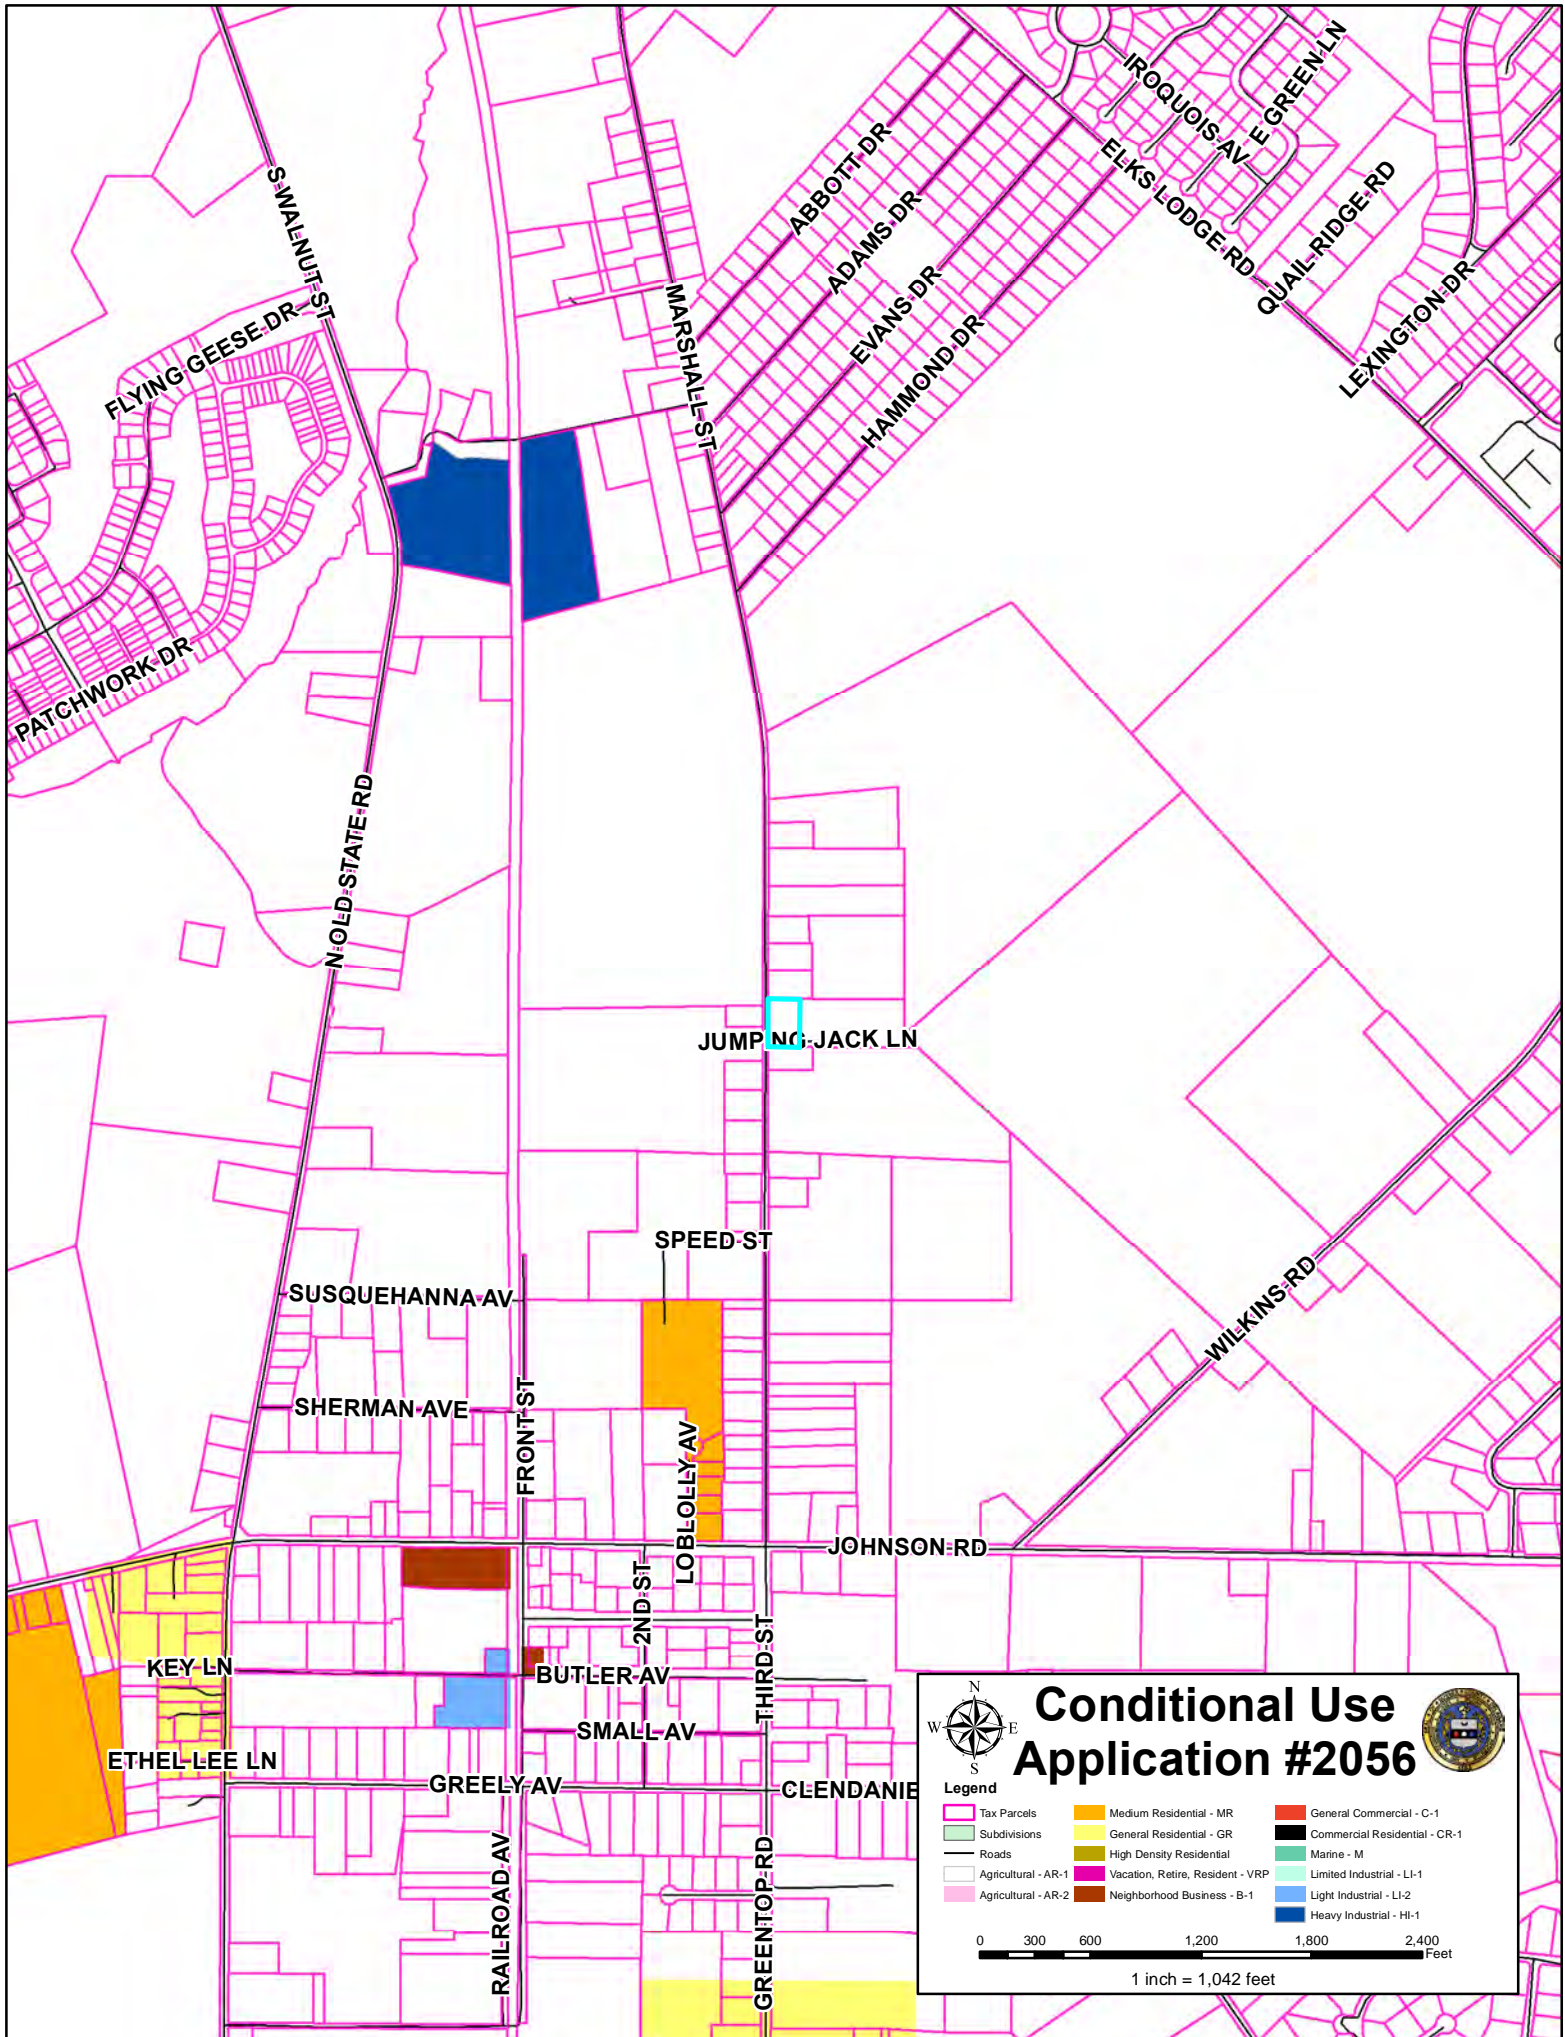 IROQUOIS AV
E GREEN LN
ABBOTT DR
ELKS LODGE RD
S WALNUT ST
ADAMS DR
QUAIL RIDGE RD
EVANS DR
LEXINGTON DR
MARSHALL ST
FLYING GEESE DR
HAMMOND DR
PATCHWORK DR
N OLD STATE RD
JUMPING JACK LN
SPEED ST
SUSQUEHANNA AV
WILKINS RD
SHERMAN AVE
FRONT ST
LOBLOLLY AV
JOHNSON RD
2ND ST
KEY LN
BUTLER AV
THIRD ST
SMALL AV
ETHEL LEE LN
GREELY AV
CLENDANIE
RAILROAD AV
GREENTOP RD
N
W E
S
Conditional Use
Application #2056
Legend
Tax Parcels
Subdivisions
Roads
Agricultural - AR-1
Agricultural - AR-2
Medium Residential - MR
General Residential - GR
High Density Residential
Vacation, Retire, Resident - VRP
Neighborhood Business - B-1
General Commercial - C-1
Commercial Residential - CR-1
Marine - M
Limited Industrial - LI-1
Light Industrial - LI-2
Heavy Industrial - HI-1
0 300 600 1,200 1,800 2,400
Feet
1 inch = 1,042 feet